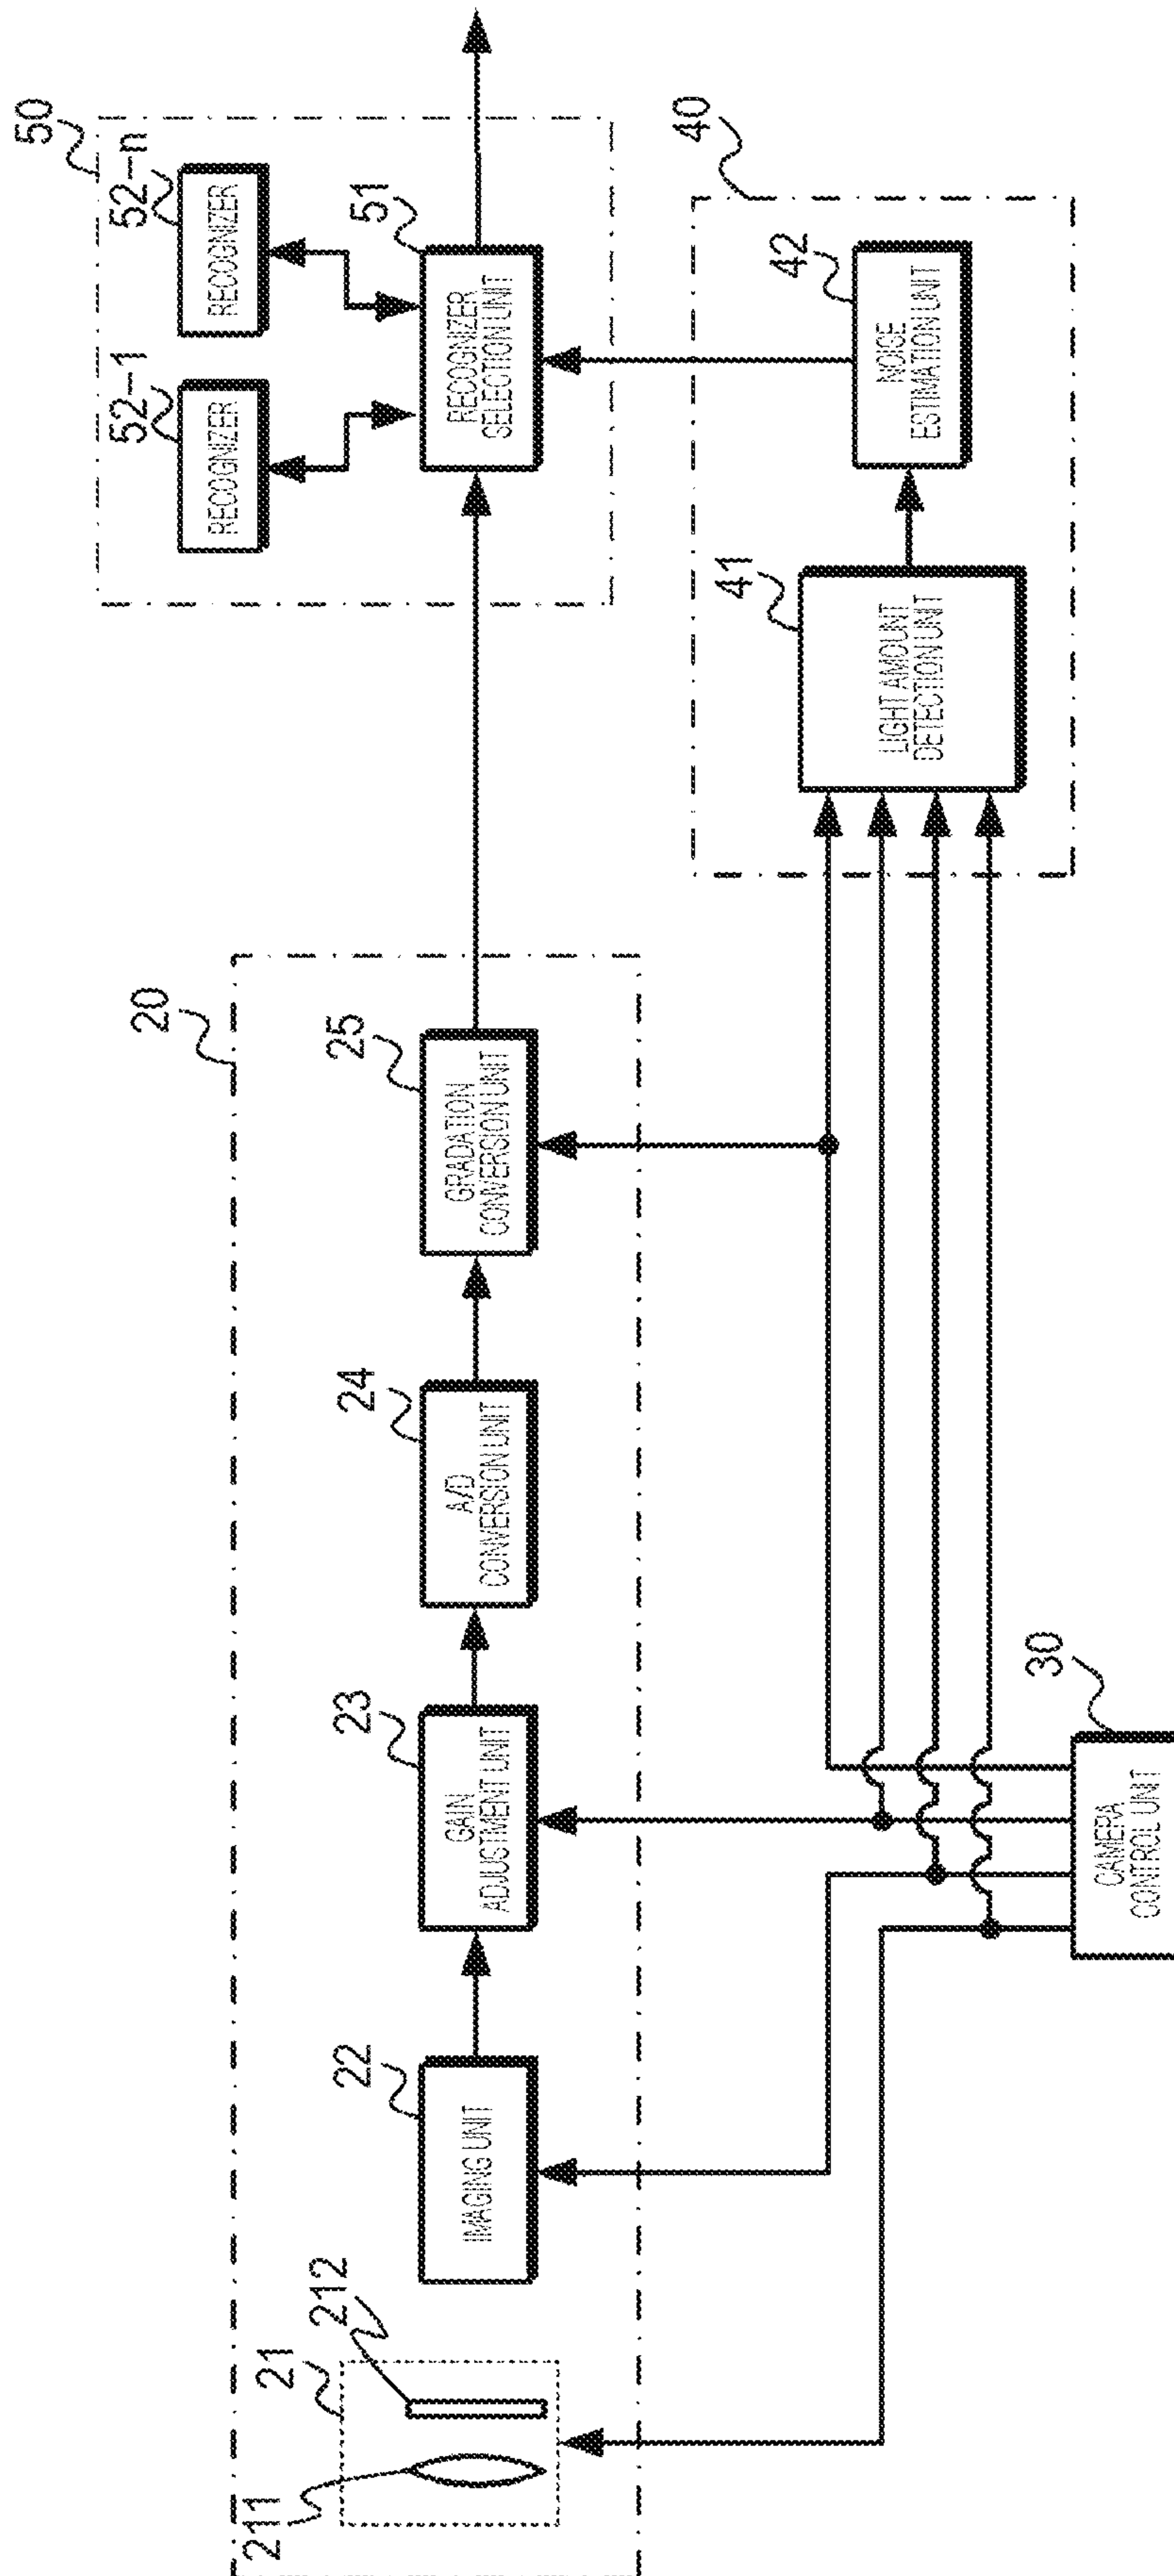 20
21
211
212
22
IMAGING UNIT
23
GAIN
ADJUSTMENT UNIT
24
A/D
CONVERSION UNIT
25
GRADATION
CONVERSION UNIT
50
52-1
RECOGNIZER
52-n
RECOGNIZER
51
RECOGNIZER
SELECTION UNIT
30
CAMERA
CONTROL UNIT
40
41
LIGHT AMOUNT
DETECTION UNIT
42
NOISE
ESTIMATION UNIT